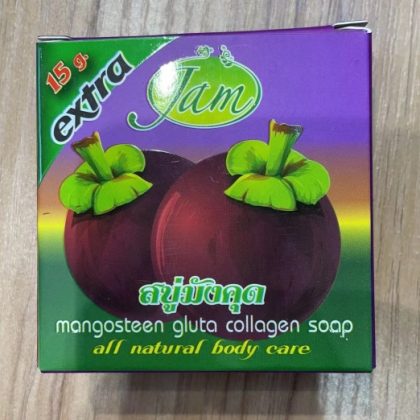 15 g.
extra
Jam
สบู่มังคุด
mangosteen gluta collagen soap
all natural body care